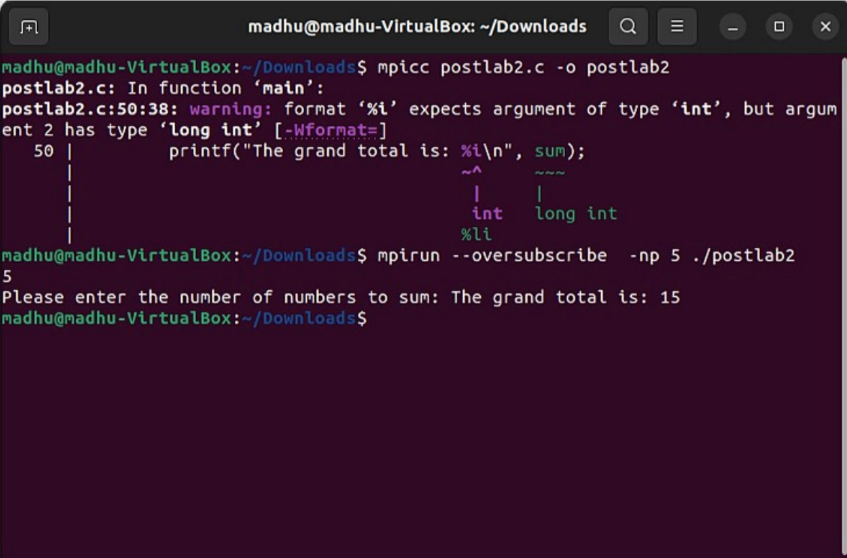 madhu@madhu-VirtualBox: ~/Downloads
madhu@madhu-VirtualBox:~/Downloads$ mpicc postlab2.c -o postlab2
postlab2.c: In function ‘main’:
postlab2.c:50:38: warning: format ‘%i’ expects argument of type ‘int’, but argum
ent 2 has type ‘long int’ [-Wformat=]
   50 |         printf("The grand total is: %i\n", sum);
      |                                     ~^     ~~~
      |                                      |     |
      |                                      int   long int
      |                                     %li
madhu@madhu-VirtualBox:~/Downloads$ mpirun --oversubscribe  -np 5 ./postlab2
5
Please enter the number of numbers to sum: The grand total is: 15
madhu@madhu-VirtualBox:~/Downloads$